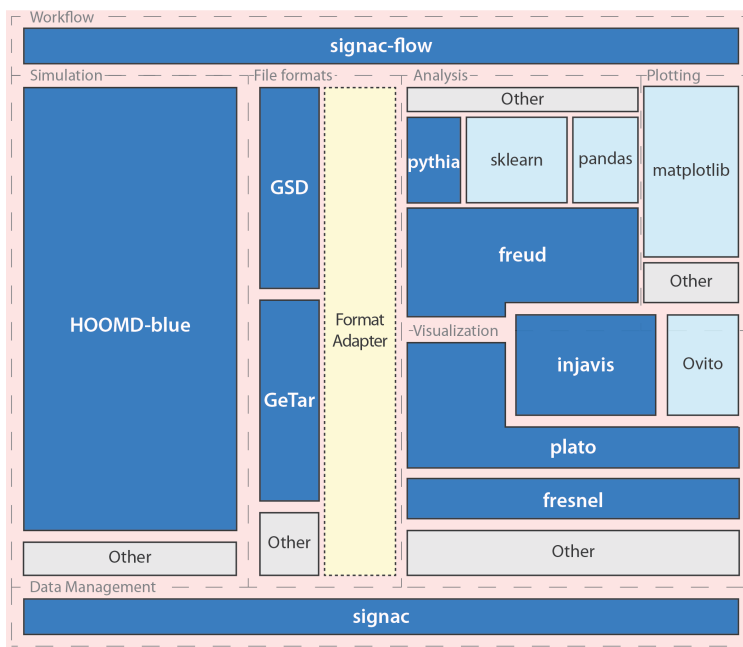 Workflow
signac-flow
Simulation
File formats
Analysis
Plotting
HOOMD-blue
Other
GSD
GeTar
Other
Format
Adapter
Other
pythia
sklearn
pandas
freud
matplotlib
Other
Visualization
injavis
Ovito
plato
fresnel
Other
Data Management
signac